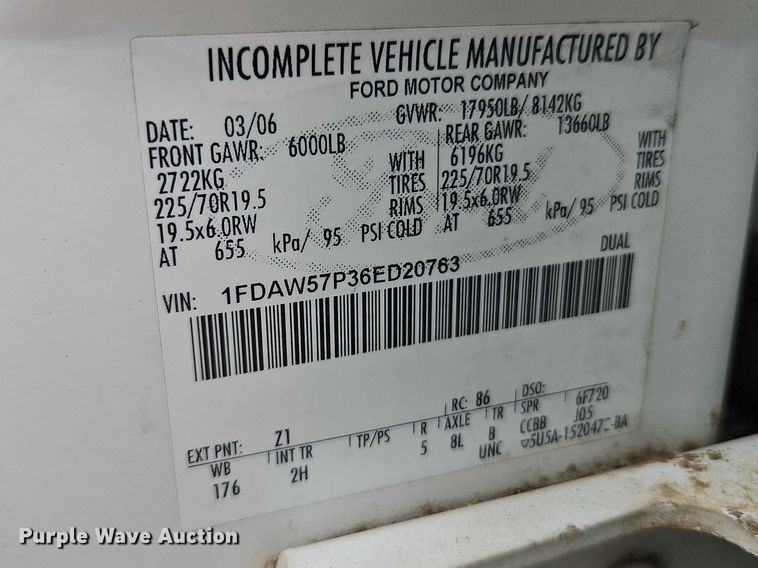 INCOMPLETE VEHICLE MANUFACTURED BY
FORD MOTOR COMPANY
DATE: 03/06 GVWR: 17950LB/ 8142KG
FRONT GAWR: 6000LB REAR GAWR: 13660LB
2722KG WITH 6196KG WITH
225/70R19.5 TIRES 225/70R19.5 TIRES
19.5x6.0RW RIMS 19.5x6.0RW RIMS
AT 655 kPa/ 95 PSI COLD AT 655 kPa/ 95 PSI COLD
DUAL
VIN: 1FDAW57P36ED20763
RC: 86 DSO:
EXT PNT: Z1 6F720
WB INT TR TP/PS R AXLE TR SPR
176 2H 5 8L B CCBB J05
UNC
Purple Wave Auction